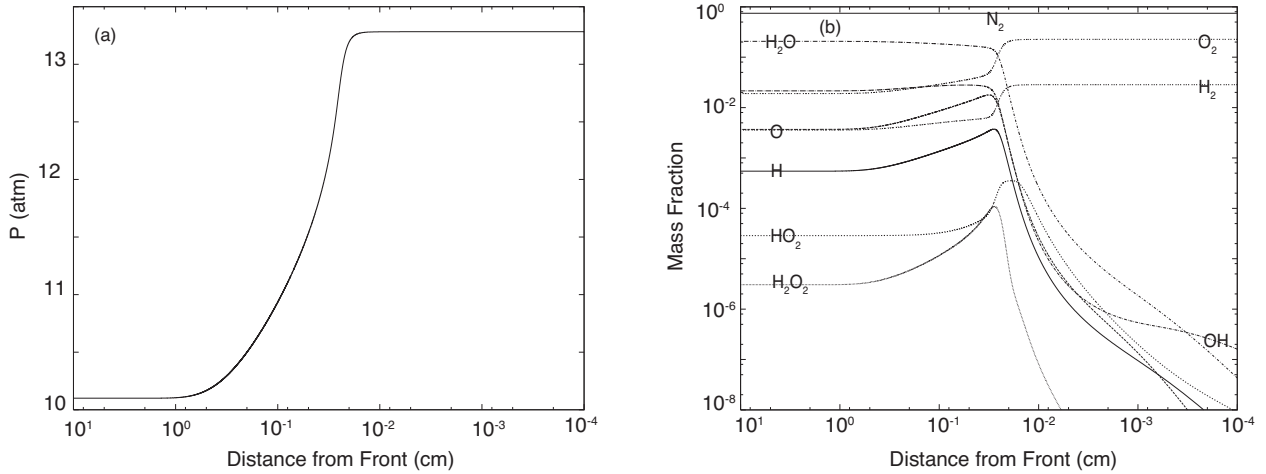 (a)
13
12
11
10
P (atm)
10¹ 10⁰ 10⁻¹ 10⁻² 10⁻³ 10⁻⁴
Distance from Front (cm)
(b)
N₂
H₂O
O₂
H₂
O
H
HO₂
H₂O₂
OH
10⁰
10⁻²
10⁻⁴
10⁻⁶
10⁻⁸
Mass Fraction
10¹ 10⁰ 10⁻¹ 10⁻² 10⁻³ 10⁻⁴
Distance from Front (cm)